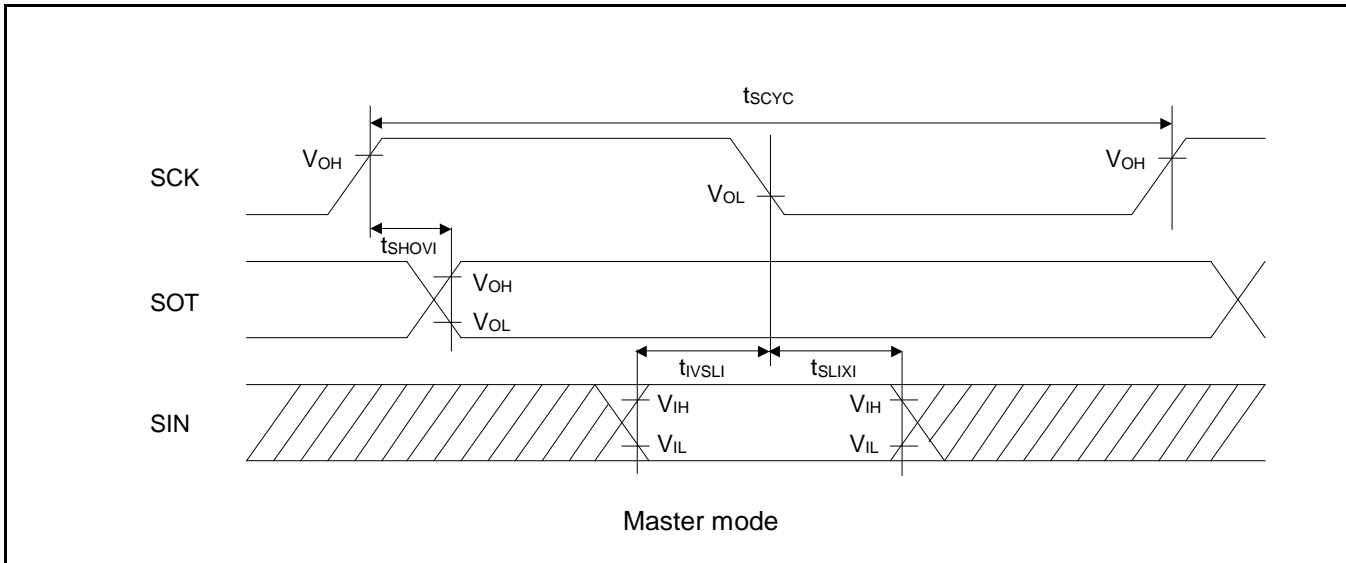 tSCYC
VOH
VOH
SCK
VOL
tSHOVI
VOH
SOT
VOL
tIVSLI
tSLIXI
VIH
VIH
SIN
VIL
VIL
Master mode